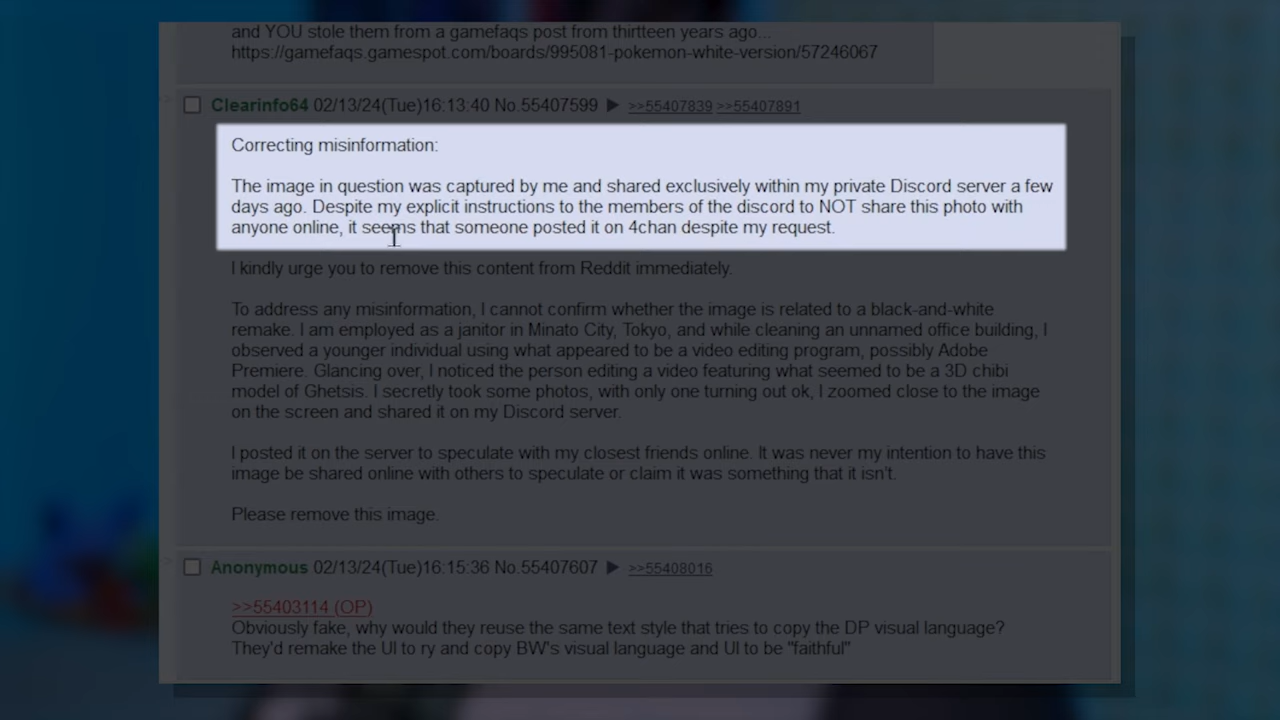 and YOU stole them from a gamefaqs post from thirteen years ago...
https://gamefaqs.gamespot.com/boards/995081-pokemon-white-version/57246067
Clearinfo64 02/13/24(Tue)16:13:40 No.55407599 ▶ >>55407839 >>55407891
Correcting misinformation:
The image in question was captured by me and shared exclusively within my private Discord server a few
days ago. Despite my explicit instructions to the members of the discord to NOT share this photo with
anyone online, it seems that someone posted it on 4chan despite my request.
I kindly urge you to remove this content from Reddit immediately.
To address any misinformation, I cannot confirm whether the image is related to a black-and-white
remake. I am employed as a janitor in Minato City, Tokyo, and while cleaning an unnamed office building, I
observed a younger individual using what appeared to be a video editing program, possibly Adobe
Premiere. Glancing over, I noticed the person editing a video featuring what seemed to be a 3D chibi
model of Ghetsis. I secretly took some photos, with only one turning out ok, I zoomed close to the image
on the screen and shared it on my Discord server.
I posted it on the server to speculate with my closest friends online. It was never my intention to have this
image be shared online with others to speculate or claim it was something that it isn't.
Please remove this image.
Anonymous 02/13/24(Tue)16:15:36 No.55407607 ▶ >>55408016
>>55403114 (OP)
Obviously fake, why would they reuse the same text style that tries to copy the DP visual language?
They'd remake the UI to ry and copy BW's visual language and UI to be "faithful"